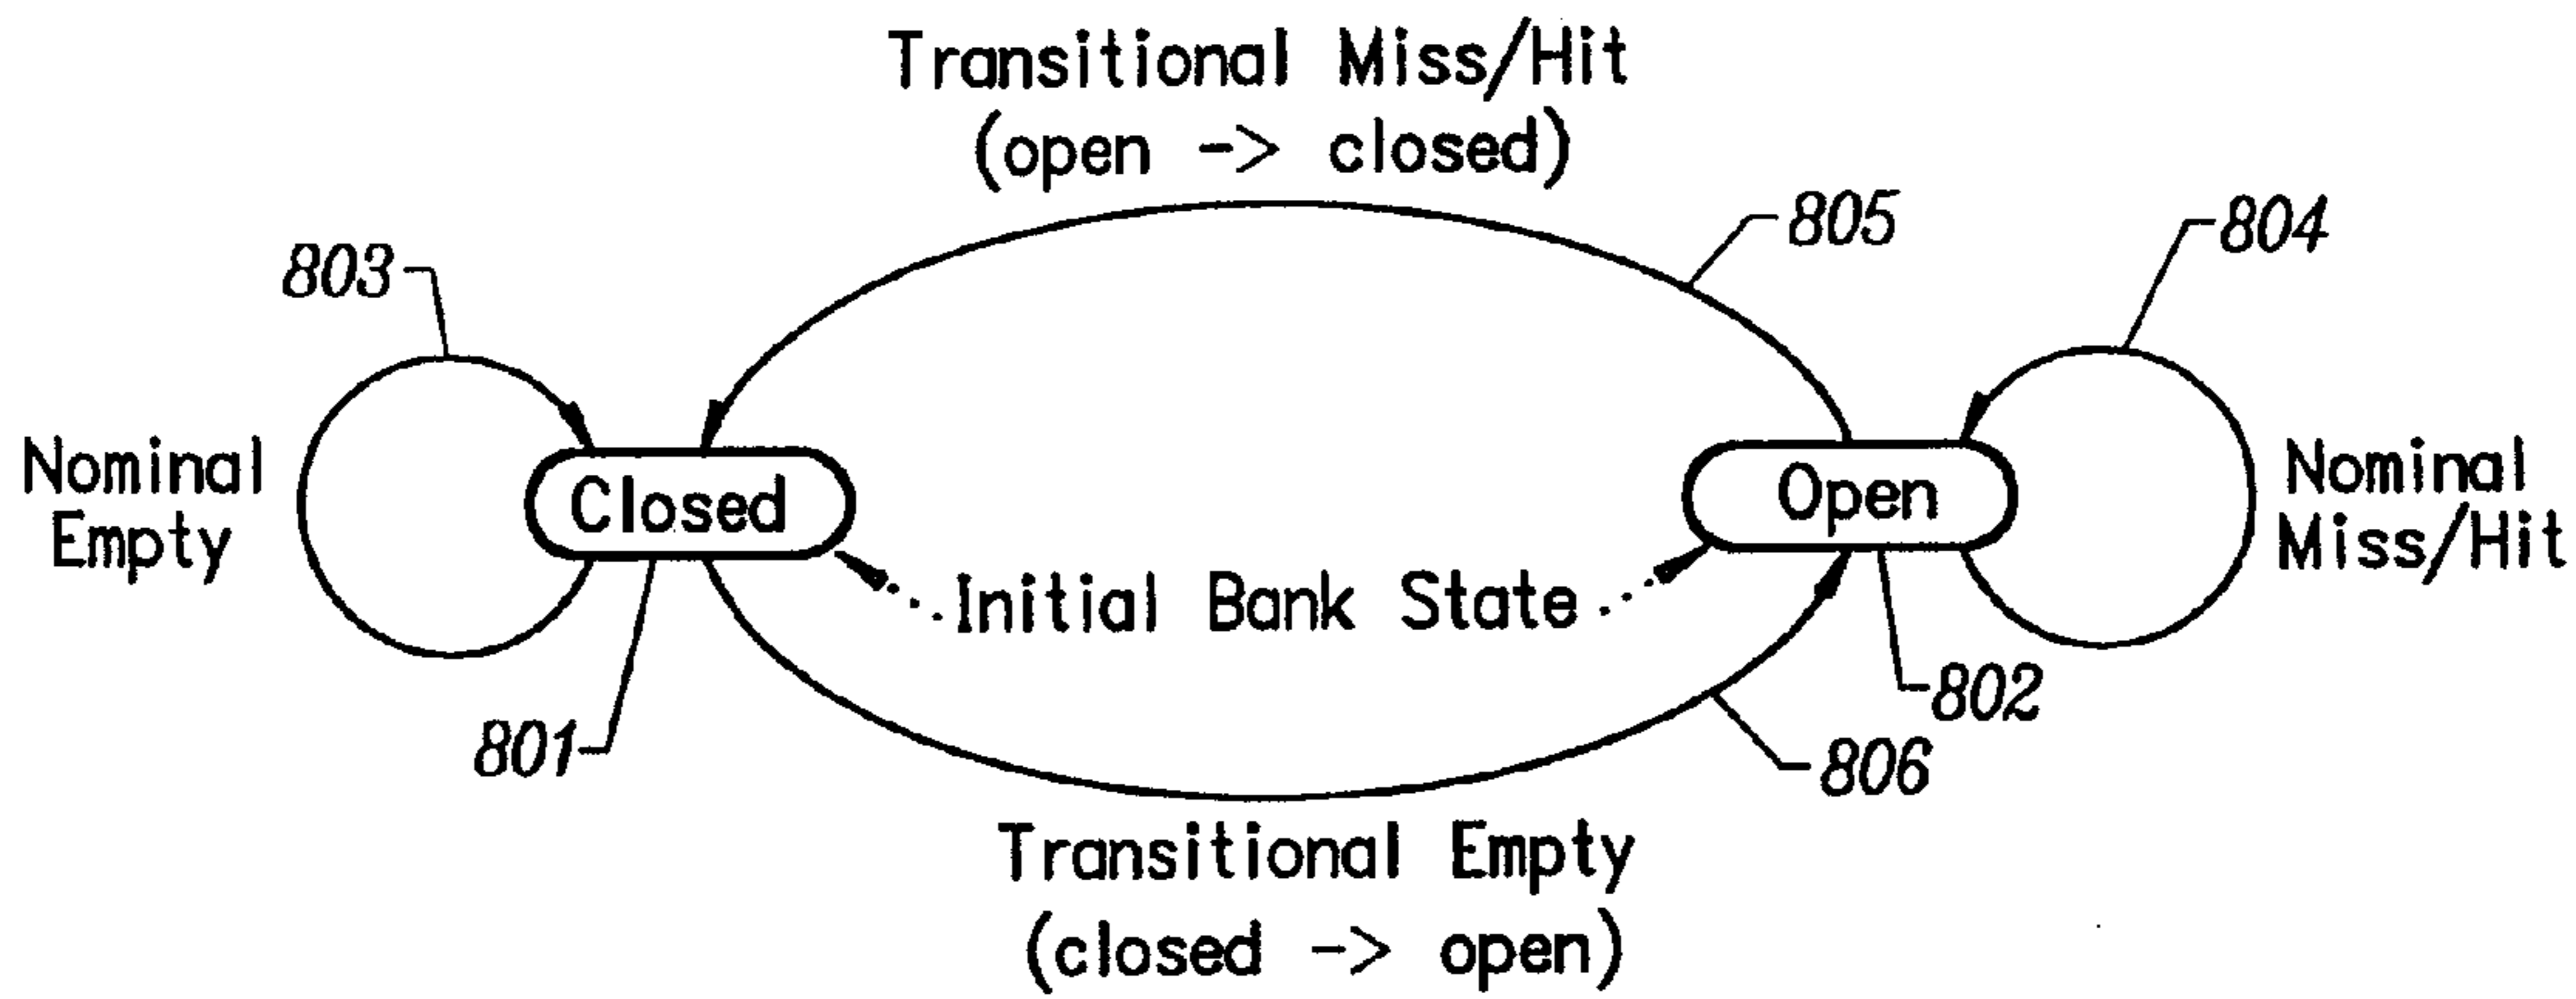 Transitional Miss/Hit
(open -> closed)
805
804
803
Nominal
Empty
Closed
Open
Nominal
Miss/Hit
Initial Bank State
802
801
806
Transitional Empty
(closed -> open)